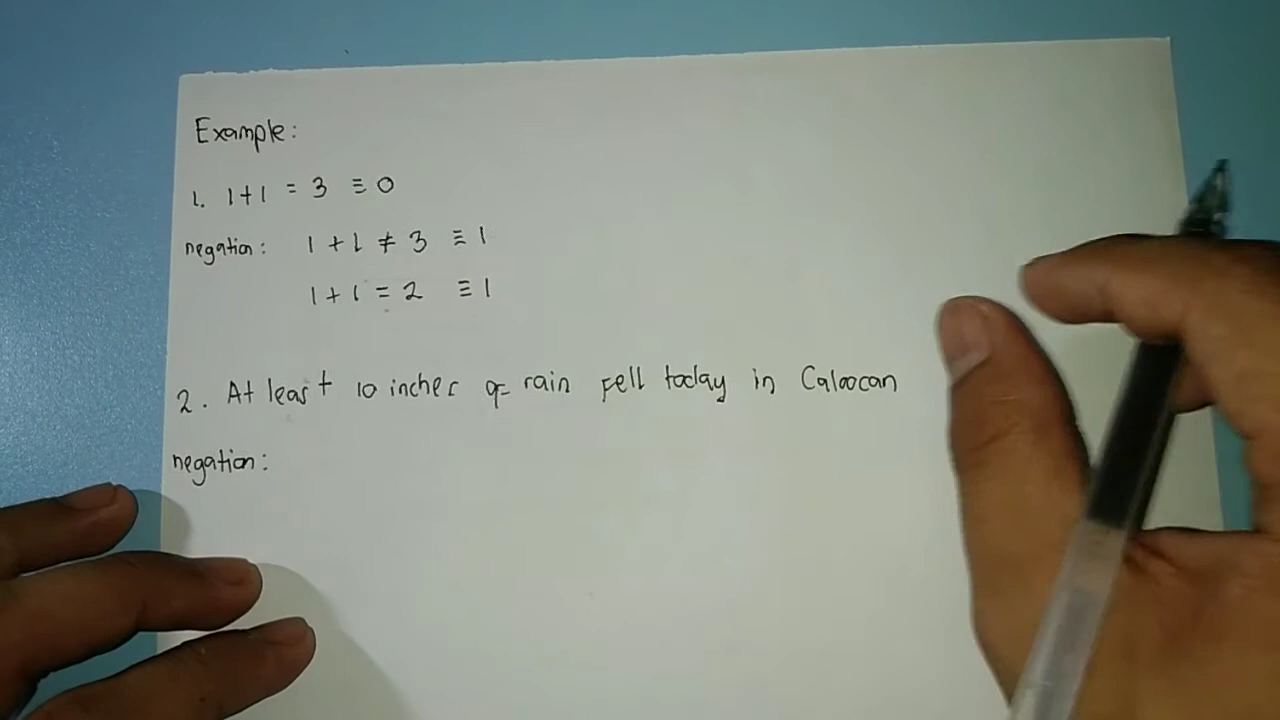 Example:
1. 1+1 = 3 ≡ 0
negation: 1 + 1 ≠ 3 ≡ 1
1 + 1 = 2 ≡ 1
2. At least 10 inches of rain fell today in Caloocan
negation: